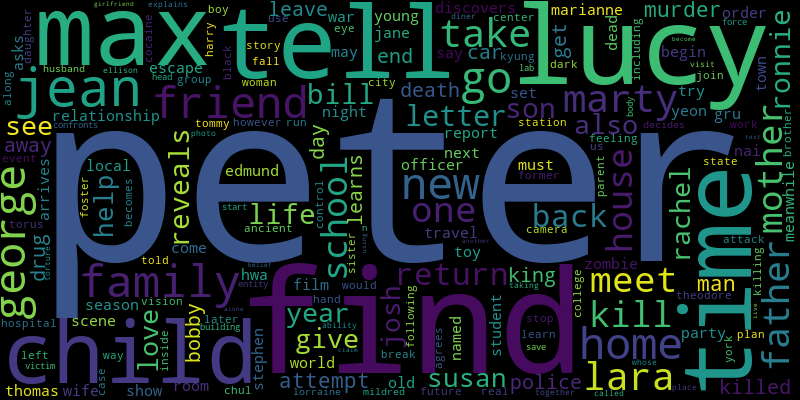 girlfriend
daughter explains boy leave war young discovers center marianne murder order
asks husband cocaine harry use may jane end story eye fall say diner including dead begin
max tell lucy take go get
along ellison head group escape black woman city car kyung lab dark visit join town ronnie
jean friend bill death set son marty try
relationship night letter also yeon gru
see tommy however run day report next officer us feeling body decides work brother
away confronts photo station must former parent state nai text meanwhile
event local reveals edmund school one new back house rachel mother
foster help arrives life control learns travel camera attack
george drug becomes start ancient sister using another toy
torus told come hwa family find return king zombie meet man theodore killing
hospital season vision film would hand taking college kill party
torture scene love entity year josh named student stop home father
left inside bobby alone building ability following break agrees learn save york plan
victim way later stephen give world susan police whose lara killed
child case room attempt old future real together place called
thomas wife show chul lorraine mildred
peter time